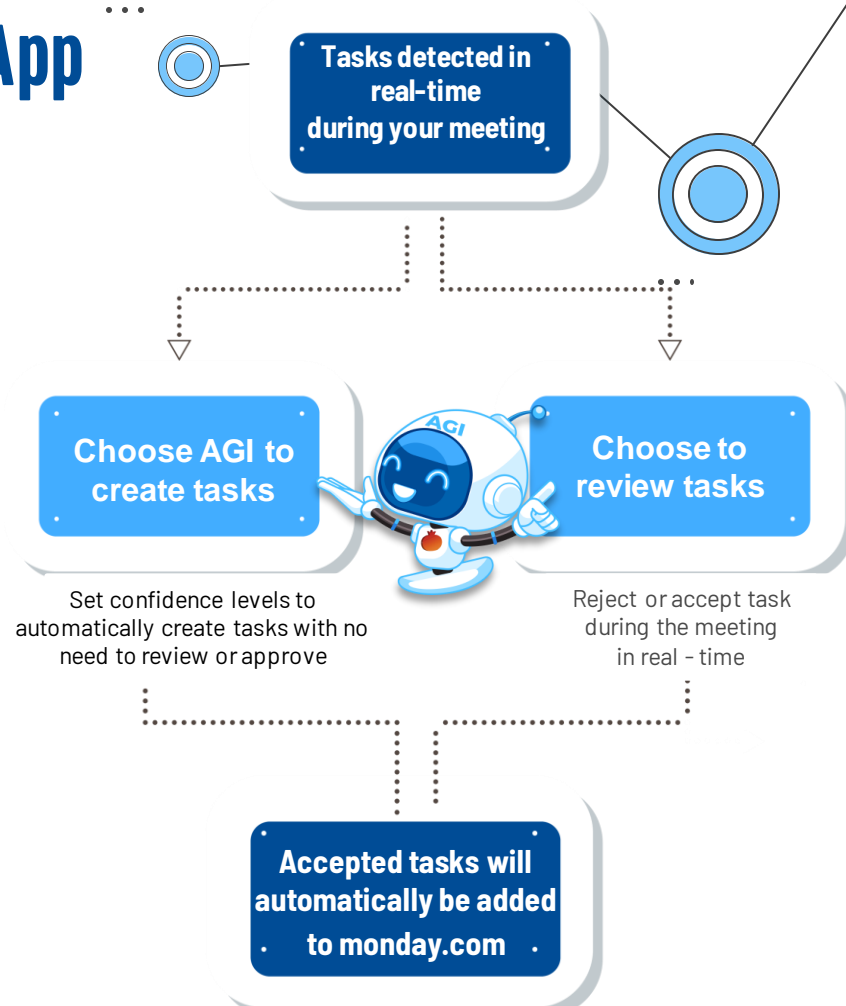 App
Tasks detected in
real-time
during your meeting
Choose AGI to
create tasks
AGI
Choose to
review tasks
Set confidence levels to
automatically create tasks with no
need to review or approve
Reject or accept task
during the meeting
in real - time
Accepted tasks will
automatically be added
to monday.com